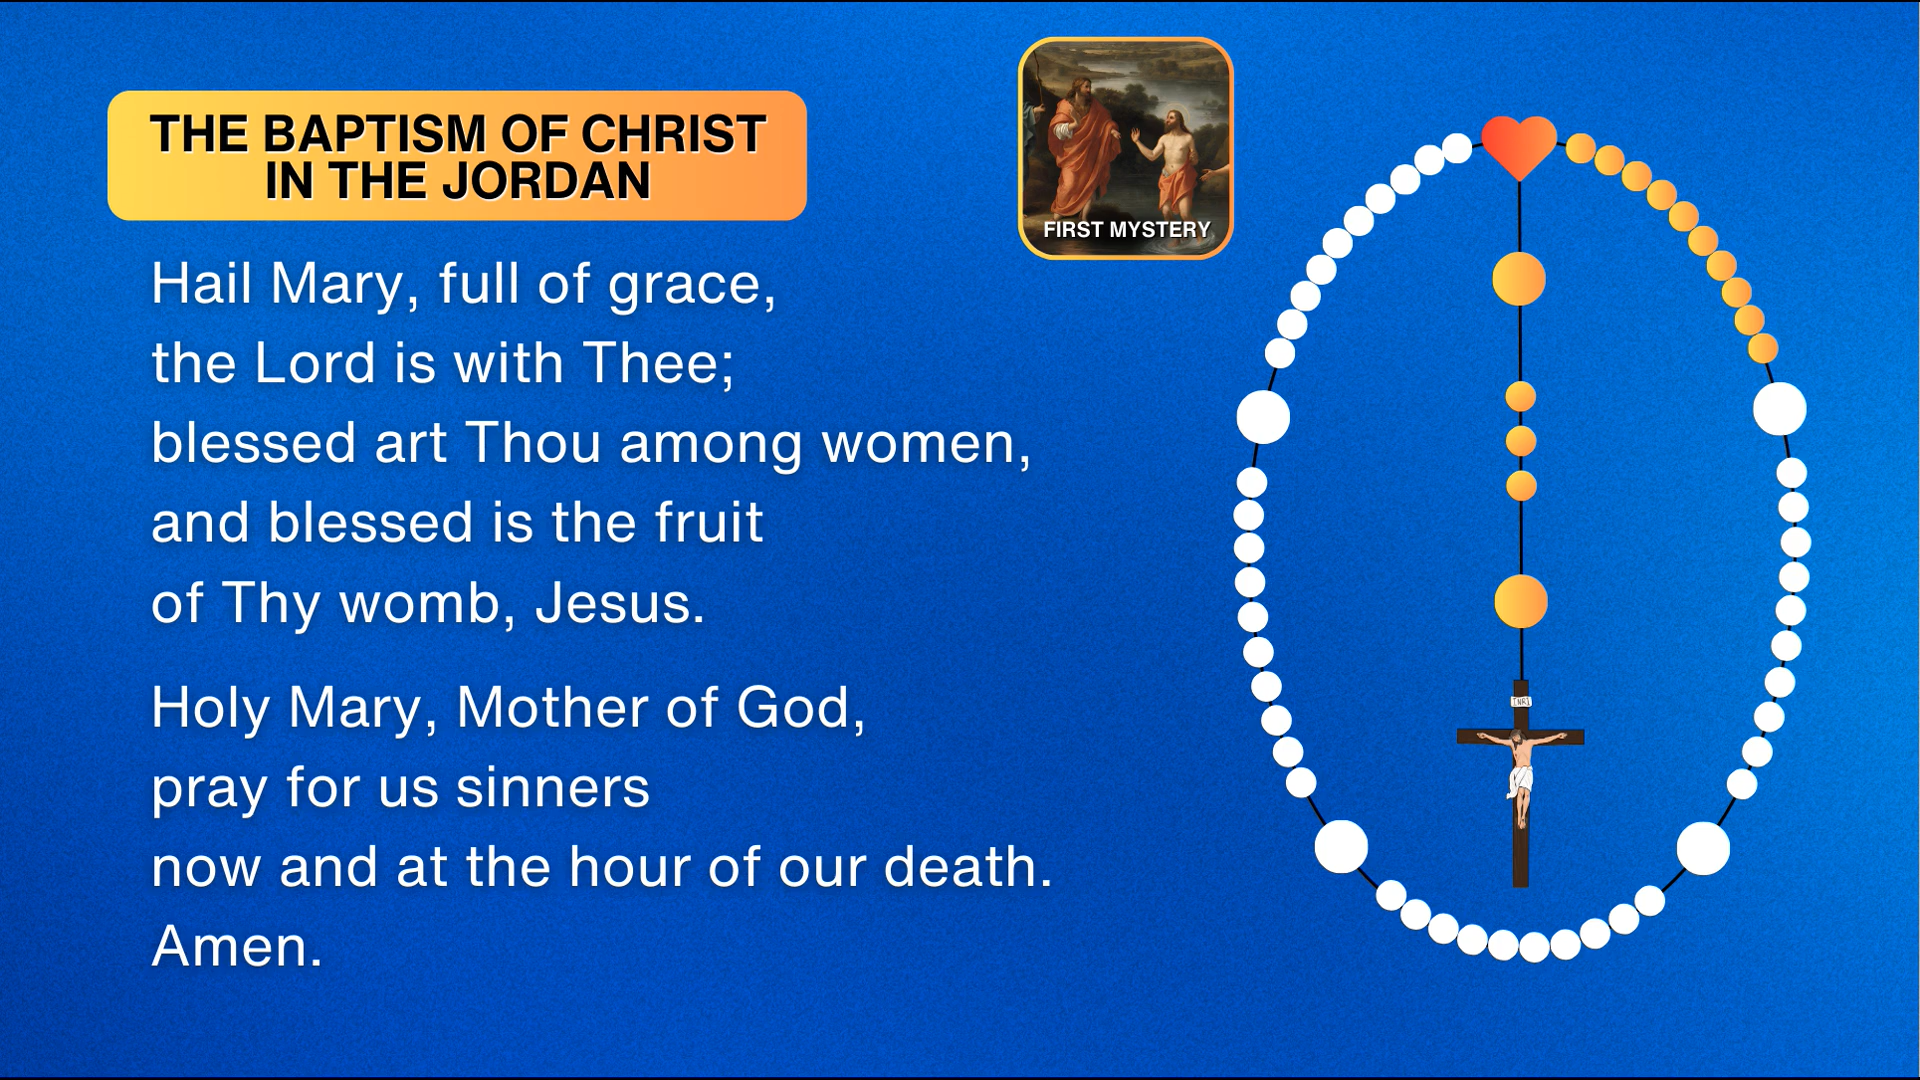 THE BAPTISM OF CHRIST
IN THE JORDAN
Hail Mary, full of grace,
the Lord is with Thee;
blessed art Thou among women,
and blessed is the fruit
of Thy womb, Jesus.
Holy Mary, Mother of God,
pray for us sinners
now and at the hour of our death.
Amen.
FIRST MYSTERY
INRI